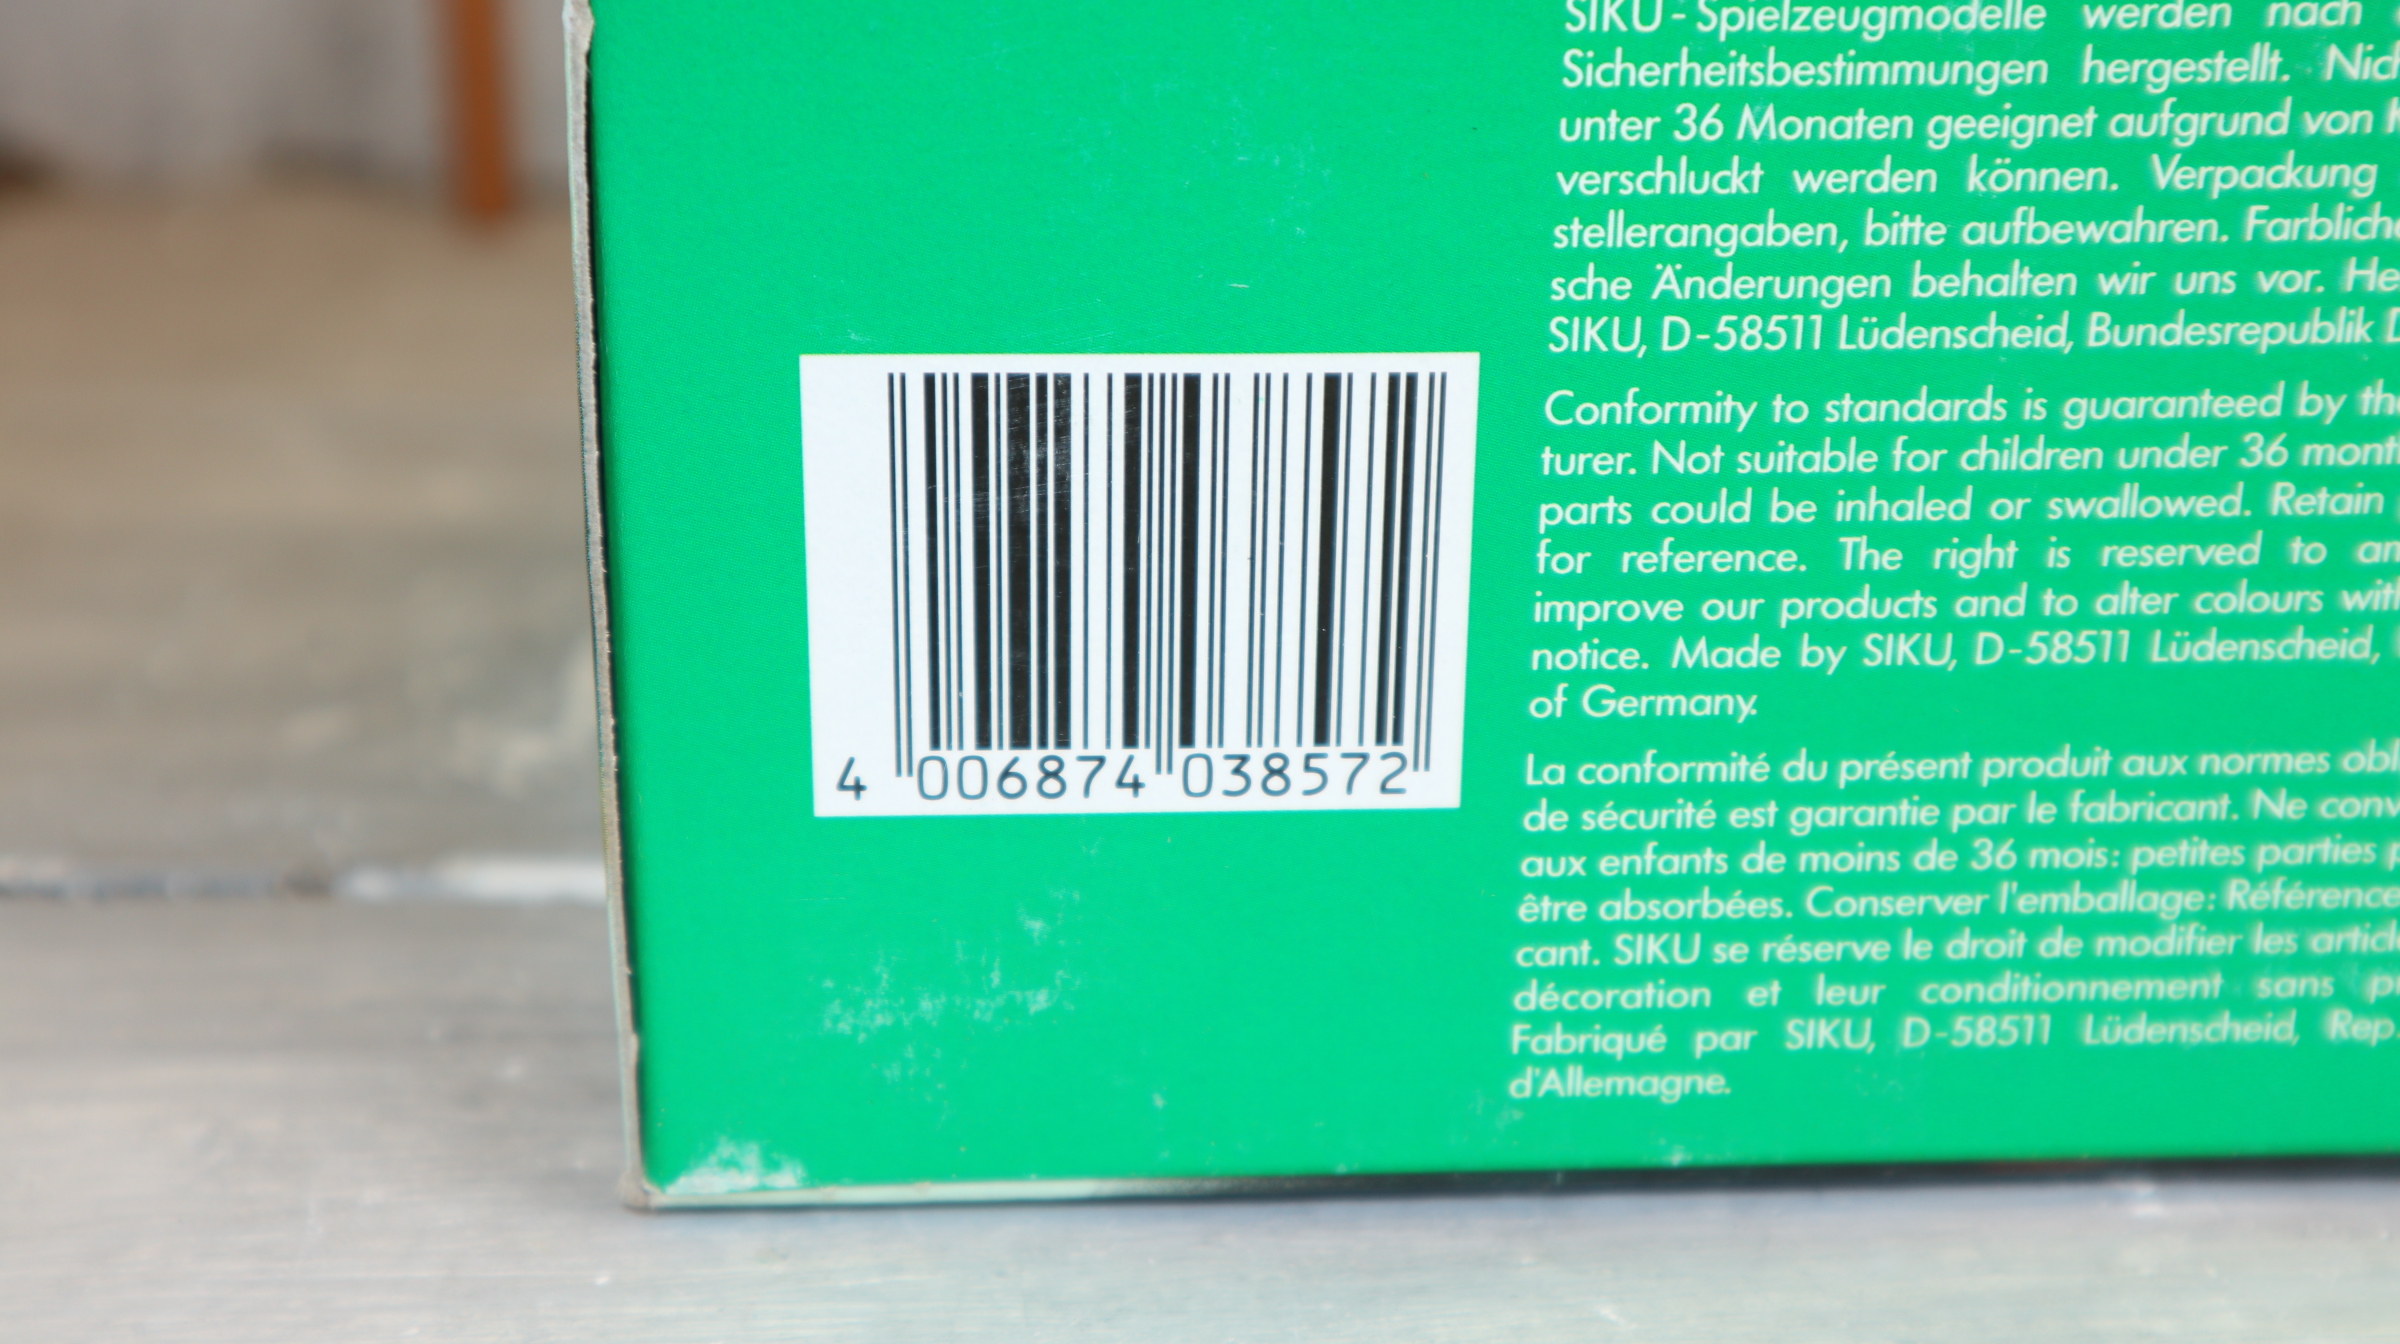 SIKU - Spielzeugmodelle werden nach
Sicherheitsbestimmungen hergestellt.
unter 36 Monaten geeignet aufgrund von
verschluckt werden können. Verpackung
stellerangaben, bitte aufbewahren.
sche Änderungen behalten wir uns vor.
SIKU, D-58511 Lüdenscheid, Bundesrepublik
Conformity to standards is guaranteed by
turer. Not suitable for children under 36
parts could be inhaled or swallowed. Retain
for reference. The right is reserved to
improve our products and to alter colours
notice. Made by SIKU, D-58511 Lüdenscheid,
of Germany.
La conformité du présent produit aux normes
de sécurité est garantie par le fabricant. Ne
aux enfants de moins de 36 mois: petites parties
être absorbées. Conserver l'emballage: Référence
cant. SIKU se réserve le droit de modifier les
décoration et leur conditionnement sans
Fabriqué par SIKU, D-58511 Lüdenscheid, Rep.
d'Allemagne.
4 006874 038572